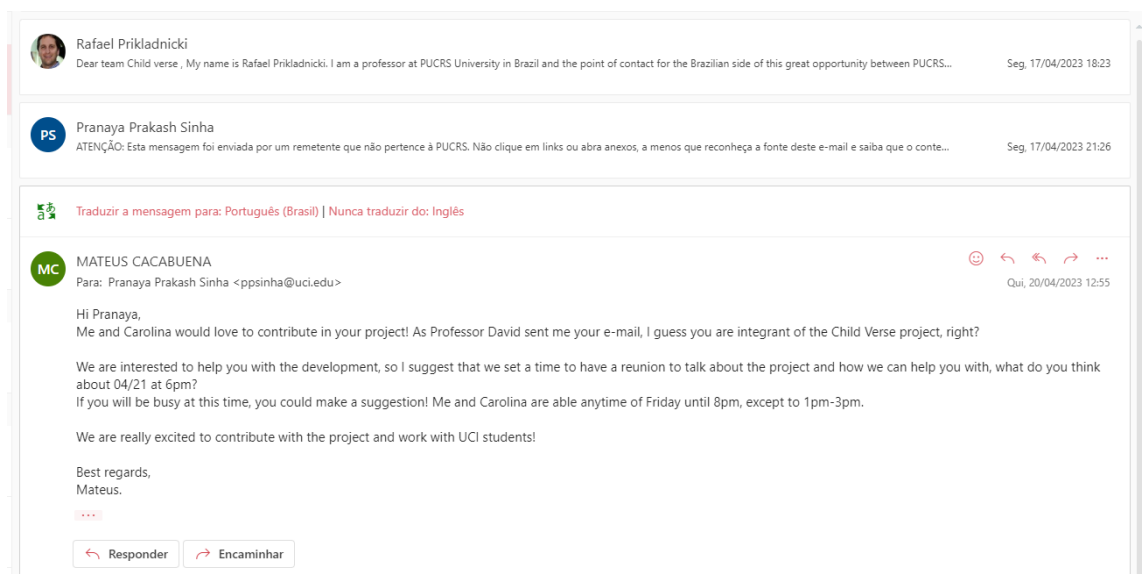 Rafael Prikladnicki
Dear team Child verse , My name is Rafael Prikladnicki. I am a professor at PUCRS University in Brazil and the point of contact for the Brazilian side of this great opportunity between PUCRS... Seg, 17/04/2023 18:23
PS
Pranaya Prakash Sinha
ATENÇÃO: Esta mensagem foi enviada por um remetente que não pertence à PUCRS. Não clique em links ou abra anexos, a menos que reconheça a fonte deste e-mail e saiba que o conte... Seg, 17/04/2023 21:26
Traduzir a mensagem para: Português (Brasil) | Nunca traduzir do: Inglês
MC
MATEUS CACABUENA
Para: Pranaya Prakash Sinha <ppsinha@uci.edu> Qui, 20/04/2023 12:55
Hi Pranaya,
Me and Carolina would love to contribute in your project! As Professor David sent me your e-mail, I guess you are integrant of the Child Verse project, right?
We are interested to help you with the development, so I suggest that we set a time to have a reunion to talk about the project and how we can help you with, what do you think
about 04/21 at 6pm?
If you will be busy at this time, you could make a suggestion! Me and Carolina are able anytime of Friday until 8pm, except to 1pm-3pm.
We are really excited to contribute with the project and work with UCI students!
Best regards,
Mateus.
...
Responder Encaminhar